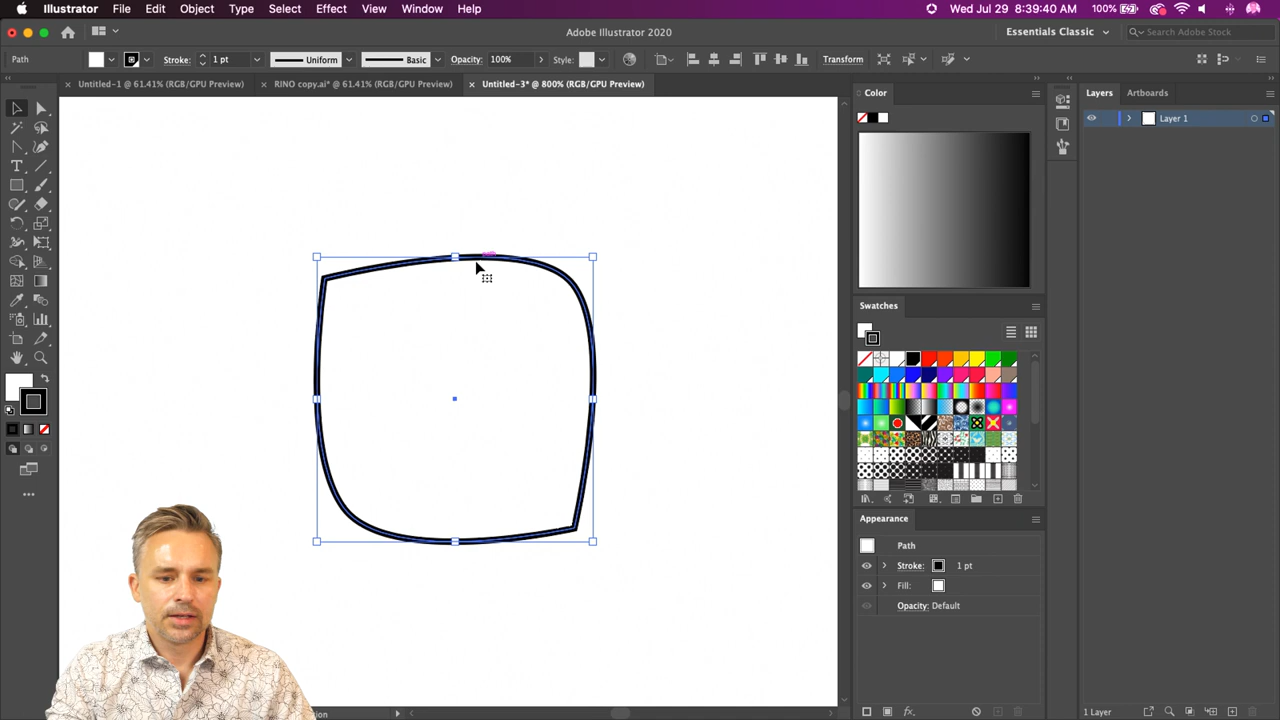 Illustrator File Edit Object Type Select Effect View Window Help 100% Wed Jul 29 8:39:40 AM
Adobe Illustrator 2020 Essentials Classic Search Adobe Stock
Path Stroke: 1 pt Uniform Basic Opacity: 100% Style: Transform
× Untitled-1 @ 61.41% (RGB/GPU Preview) × RINO copy.ai* @ 61.41% (RGB/GPU Preview) × Untitled-3* @ 800% (RGB/GPU Preview)
Color
Layers Artboards
Layer 1
Swatches
Appearance
Path
Stroke: 1 pt
Fill:
Opacity: Default
1 Layer